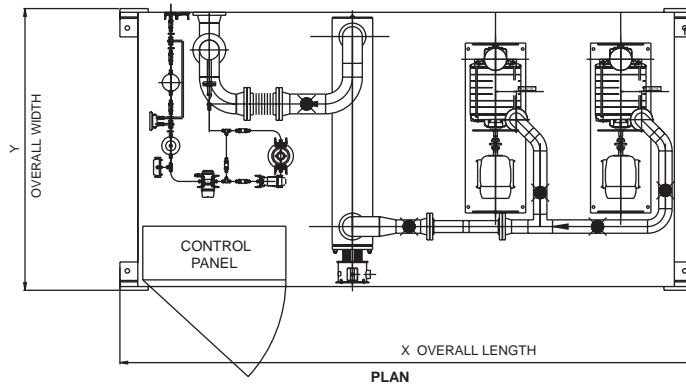 Y
OVERALL WIDTH
CONTROL
PANEL
X OVERALL LENGTH
PLAN